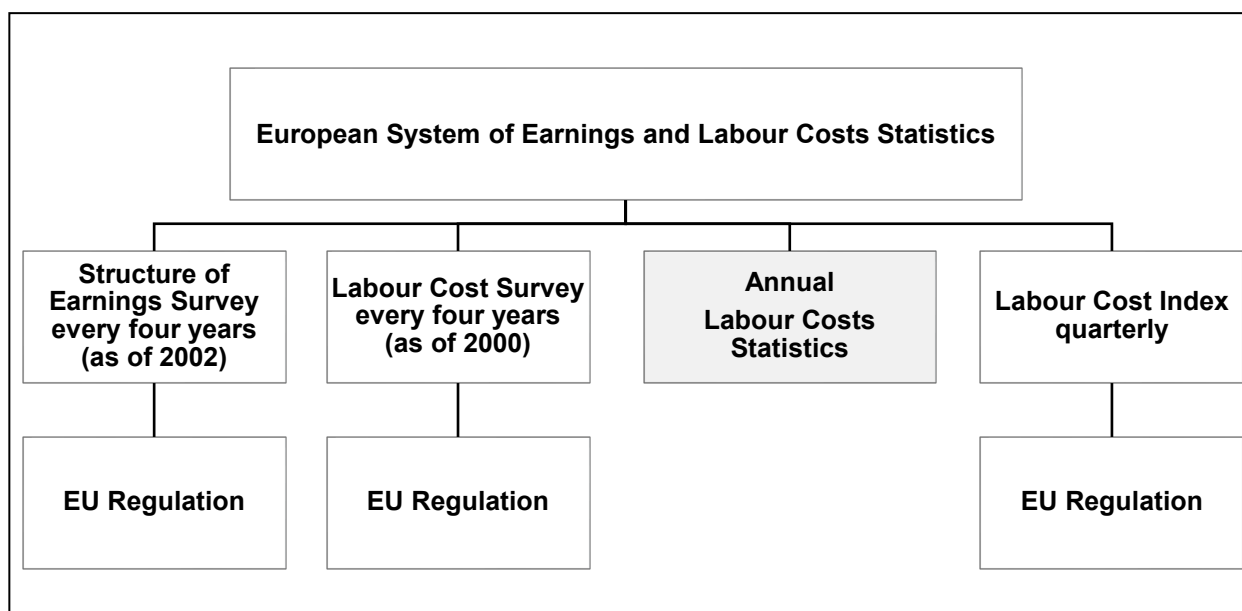 European System of Earnings and Labour Costs Statistics
Structure of
Earnings Survey
every four years
(as of 2002)
Labour Cost Survey
every four years
(as of 2000)
Annual
Labour Costs
Statistics
Labour Cost Index
quarterly
EU Regulation
EU Regulation
EU Regulation